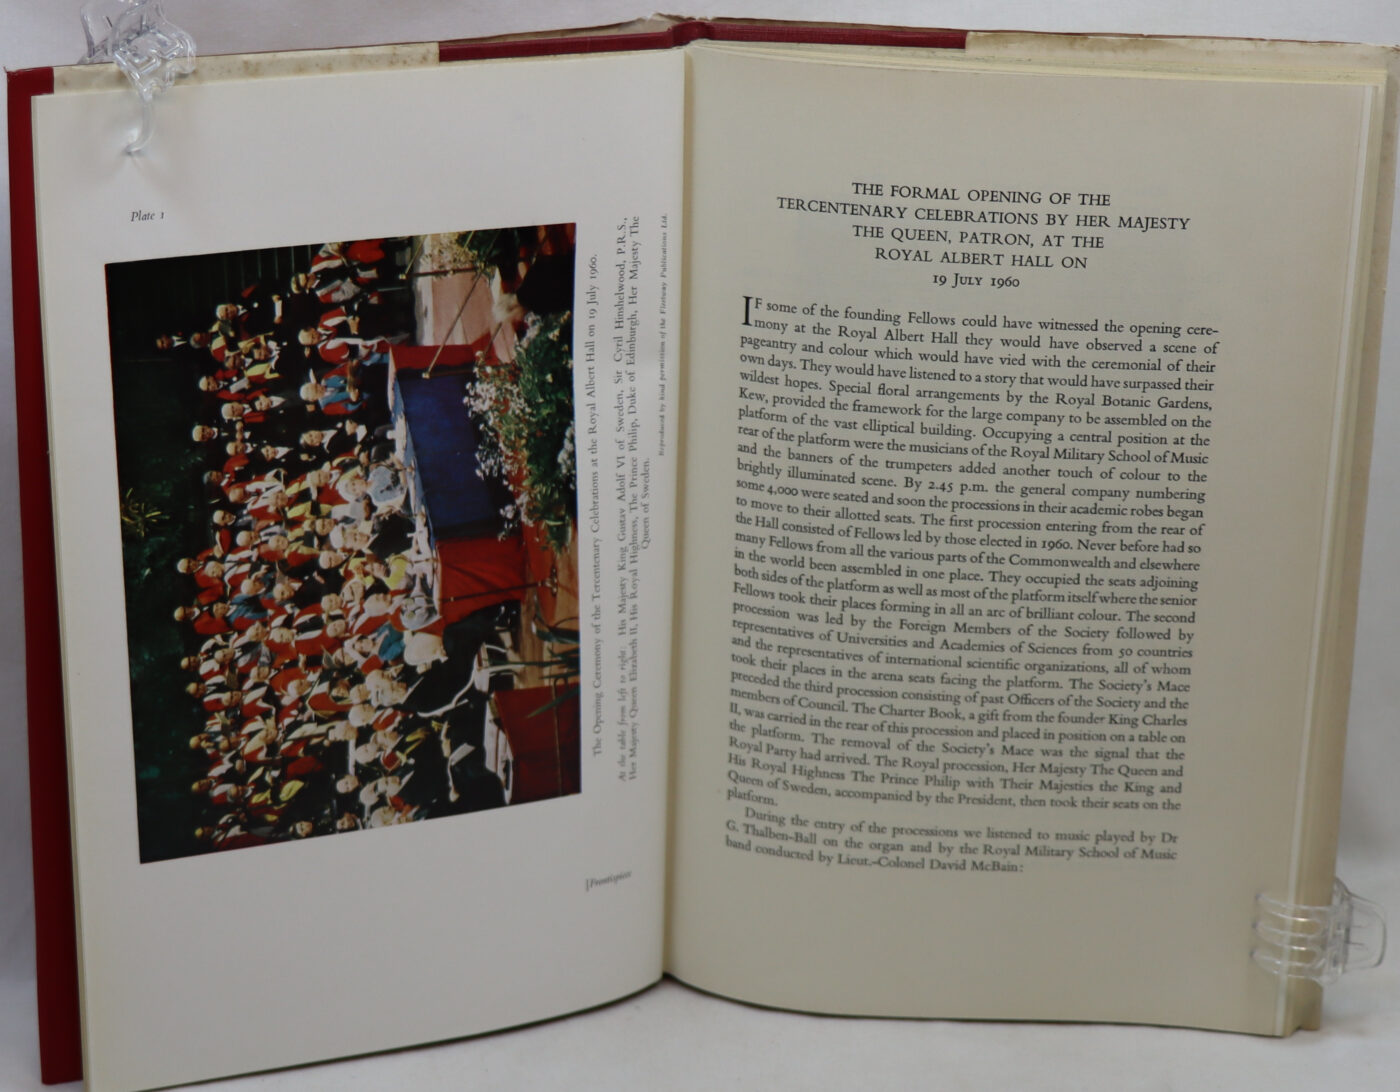 Plate 1
The Opening Ceremony of the Tercentenary Celebrations at the Royal Albert Hall on 19 July 1960.
At the table from left to right: His Majesty King Gustav Adolf VI of Sweden, Sir Cyril Hinshelwood, P.R.S.,
Her Majesty Queen Elizabeth II, His Royal Highness, The Prince Philip, Duke of Edinburgh, Her Majesty The
Queen of Sweden.
Reproduced by kind permission of the Fleetway Publications Ltd.
[Frontispiece
THE FORMAL OPENING OF THE
TERCENTENARY CELEBRATIONS BY HER MAJESTY
THE QUEEN, PATRON, AT THE
ROYAL ALBERT HALL ON
19 JULY 1960
IF some of the founding Fellows could have witnessed the opening cere-
mony at the Royal Albert Hall they would have observed a scene of
pageantry and colour which would have vied with the ceremonial of their
own days. They would have listened to a story that would have surpassed their
wildest hopes. Special floral arrangements by the Royal Botanic Gardens,
Kew, provided the framework for the large company to be assembled on the
platform of the vast elliptical building. Occupying a central position at the
rear of the platform were the musicians of the Royal Military School of Music
and the banners of the trumpeters added another touch of colour to the
brightly illuminated scene. By 2.45 p.m. the general company numbering
some 4,000 were seated and soon the processions in their academic robes began
to move to their allotted seats. The first procession entering from the rear of
the Hall consisted of Fellows led by those elected in 1960. Never before had so
many Fellows from all the various parts of the Commonwealth and elsewhere
in the world been assembled in one place. They occupied the seats adjoining
both sides of the platform as well as most of the platform itself where the senior
Fellows took their places forming in all an arc of brilliant colour. The second
procession was led by the Foreign Members of the Society followed by
representatives of Universities and Academies of Sciences from 50 countries
and the representatives of international scientific organizations, all of whom
took their places in the arena seats facing the platform. The Society's Mace
preceded the third procession consisting of past Officers of the Society and the
members of Council. The Charter Book, a gift from the founder King Charles
II, was carried in the rear of this procession and placed in position on a table on
the platform. The removal of the Society's Mace was the signal that the
Royal Party had arrived. The Royal procession, Her Majesty The Queen and
His Royal Highness The Prince Philip with Their Majesties the King and
Queen of Sweden, accompanied by the President, then took their seats on the
platform.
During the entry of the processions we listened to music played by Dr
G. Thalben-Ball on the organ and by the Royal Military School of Music
band conducted by Lieut.-Colonel David McBain: